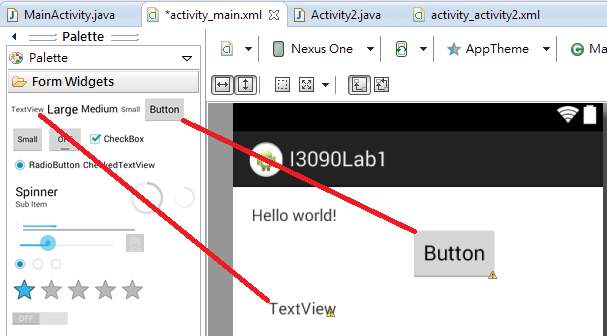 MainActivity.java
*activity_main.xml
Activity2.java
activity_activity2.xml
Palette
Palette
Form Widgets
TextView Large Medium Small Button
Small OFF CheckBox
RadioButton CheckedTextView
Spinner
Sub Item
OFF
Nexus One
AppTheme
I3090Lab1
Hello world!
Button
TextView